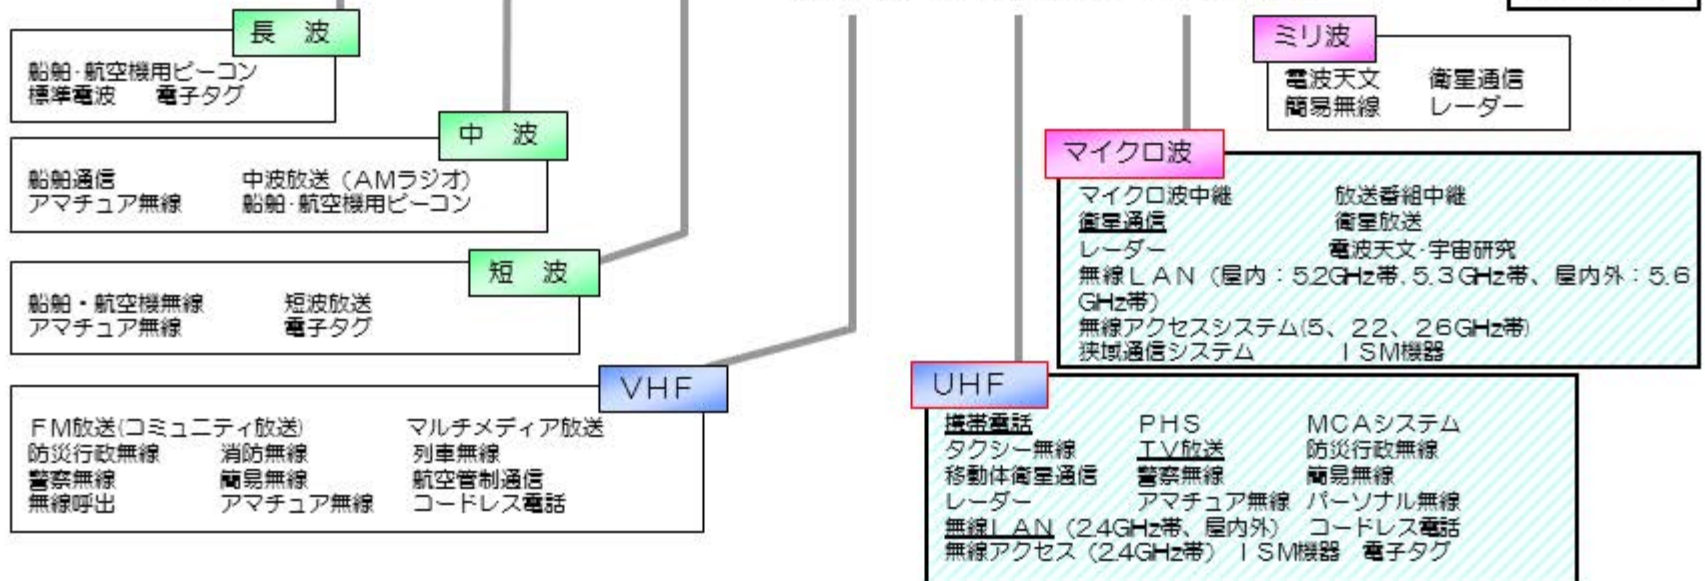 長 波
船舶・航空機用ビーコン
標準電波 電子タグ
中 波
船舶通信 中波放送（AMラジオ）
アマチュア無線 船舶・航空機用ビーコン
短 波
船舶・航空機無線 短波放送
アマチュア無線 電子タグ
VHF
FM放送(コミュニティ放送) マルチメディア放送
防災行政無線 消防無線 列車無線
警察無線 簡易無線 航空管制通信
無線呼出 アマチュア無線 コードレス電話
ミリ波
電波天文 衛星通信
簡易無線 レーダー
マイクロ波
マイクロ波中継 放送番組中継
衛星通信 衛星放送
レーダー 電波天文・宇宙研究
無線LAN（屋内：5.2GHz帯、5.3GHz帯、屋内外：5.6
GHz帯）
無線アクセスシステム(5、22、26GHz帯)
狭域通信システム ISM機器
UHF
携帯電話 PHS MCAシステム
タクシー無線 TV放送 防災行政無線
移動体衛星通信 警察無線 簡易無線
レーダー アマチュア無線 パーソナル無線
無線LAN（2.4GHz帯、屋内外） コードレス電話
無線アクセス（2.4GHz帯） ISM機器 電子タグ